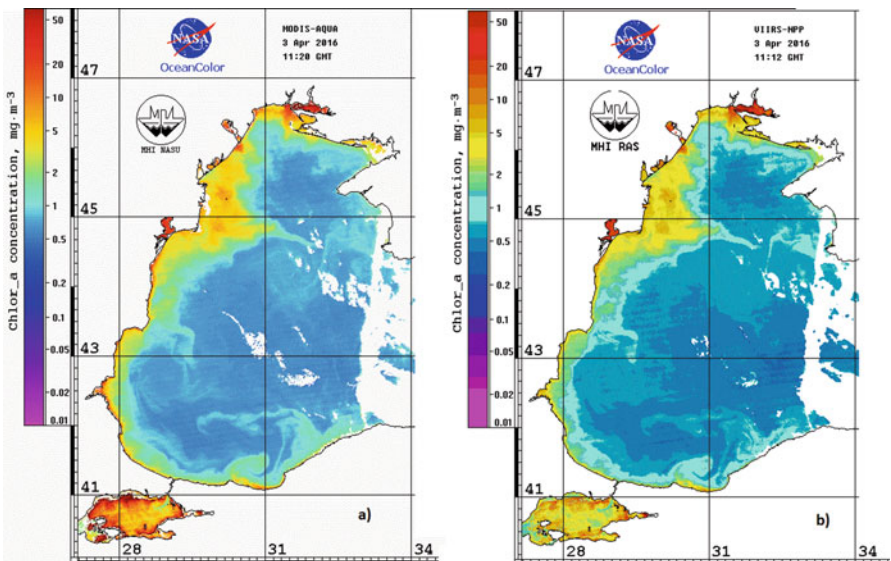 Chlor_a concentration, mg·m⁻³
50
20
10
5
2
1
0.5
0.2
0.1
0.05
0.02
0.01
NASA
OceanColor
MODIS-AQUA
3 Apr 2016
11:20 GMT
MHI NASU
47
45
43
41
28
31
34
a)
Chlor_a concentration, mg·m⁻³
50
20
10
5
2
1
0.5
0.2
0.1
0.05
0.02
0.01
NASA
OceanColor
VIIRS-NPP
3 Apr 2016
11:12 GMT
MHI RAS
47
45
43
41
28
31
34
b)